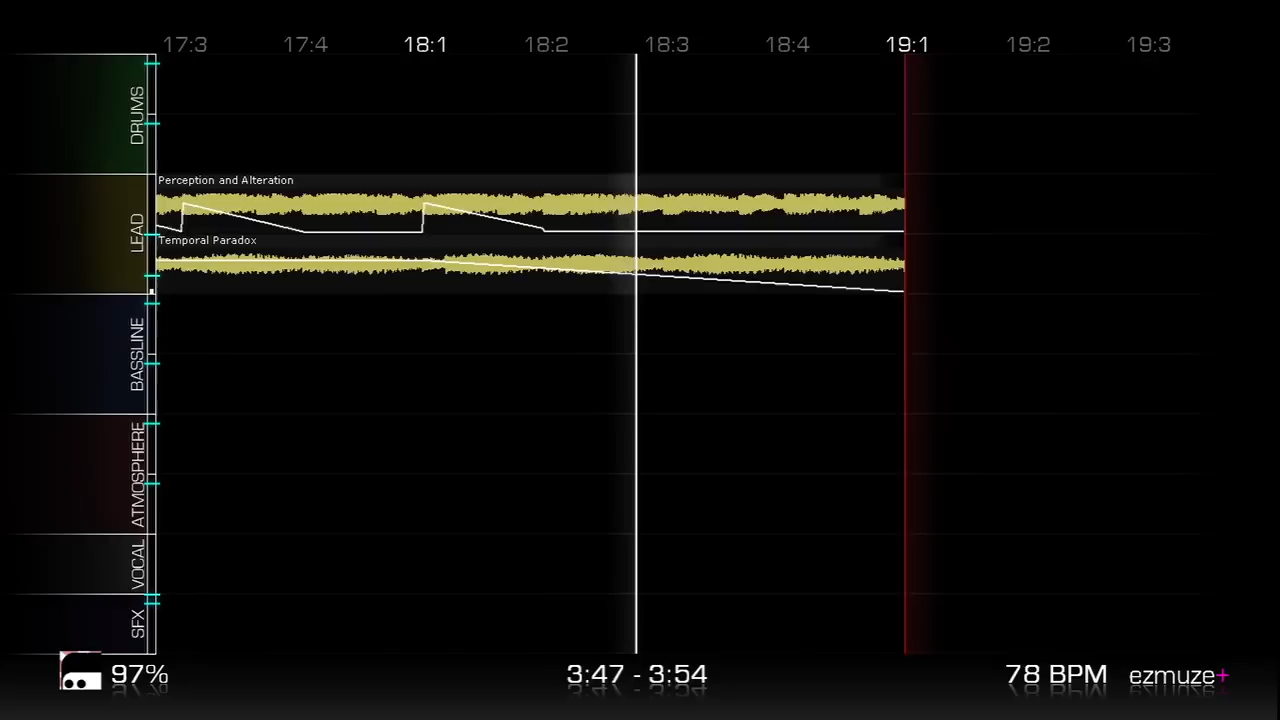 17:3 17:4 18:1 18:2 18:3 18:4 19:1 19:2 19:3
DRUMS
Perception and Alteration
LEAD
Temporal Paradox
BASSLINE
ATMOSPHERE
VOCAL
SFX
97% 3:47 - 3:54 78 BPM ezmuze+